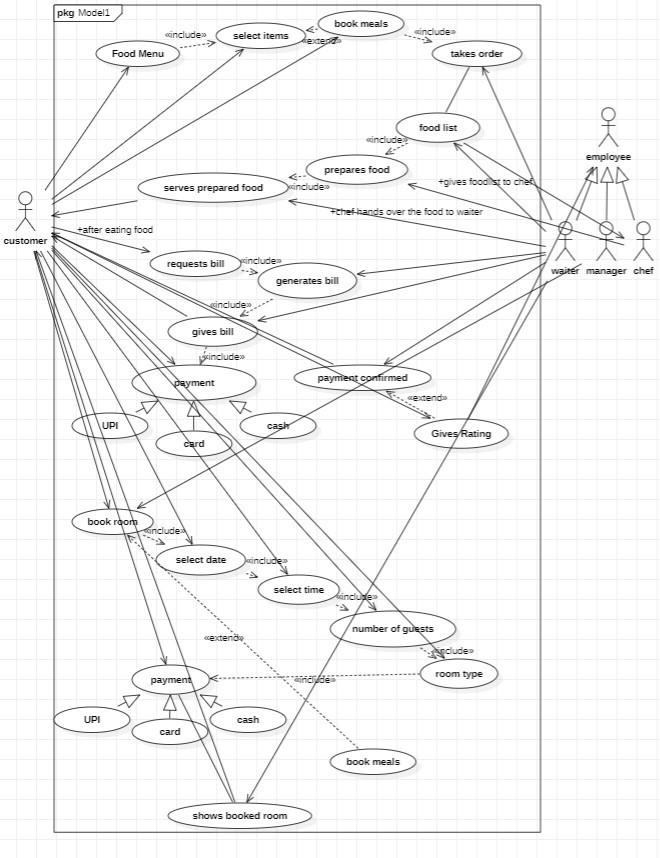 pkg Model1
book meals
«include»
select items
«extend»
«include»
Food Menu
takes order
food list
employee
«include»
prepares food
+gives foodlist to chef
serves prepared food
«include»
+chef hands over the food to waiter
customer
+after eating food
requests bill
«include»
waiter
manager
chef
generates bill
«include»
gives bill
«include»
payment
payment confirmed
«extend»
UPI
cash
Gives Rating
card
book room
«include»
select date
«include»
select time
«include»
number of guests
«extend»
«include»
room type
payment
«include»
UPI
cash
card
book meals
shows booked room